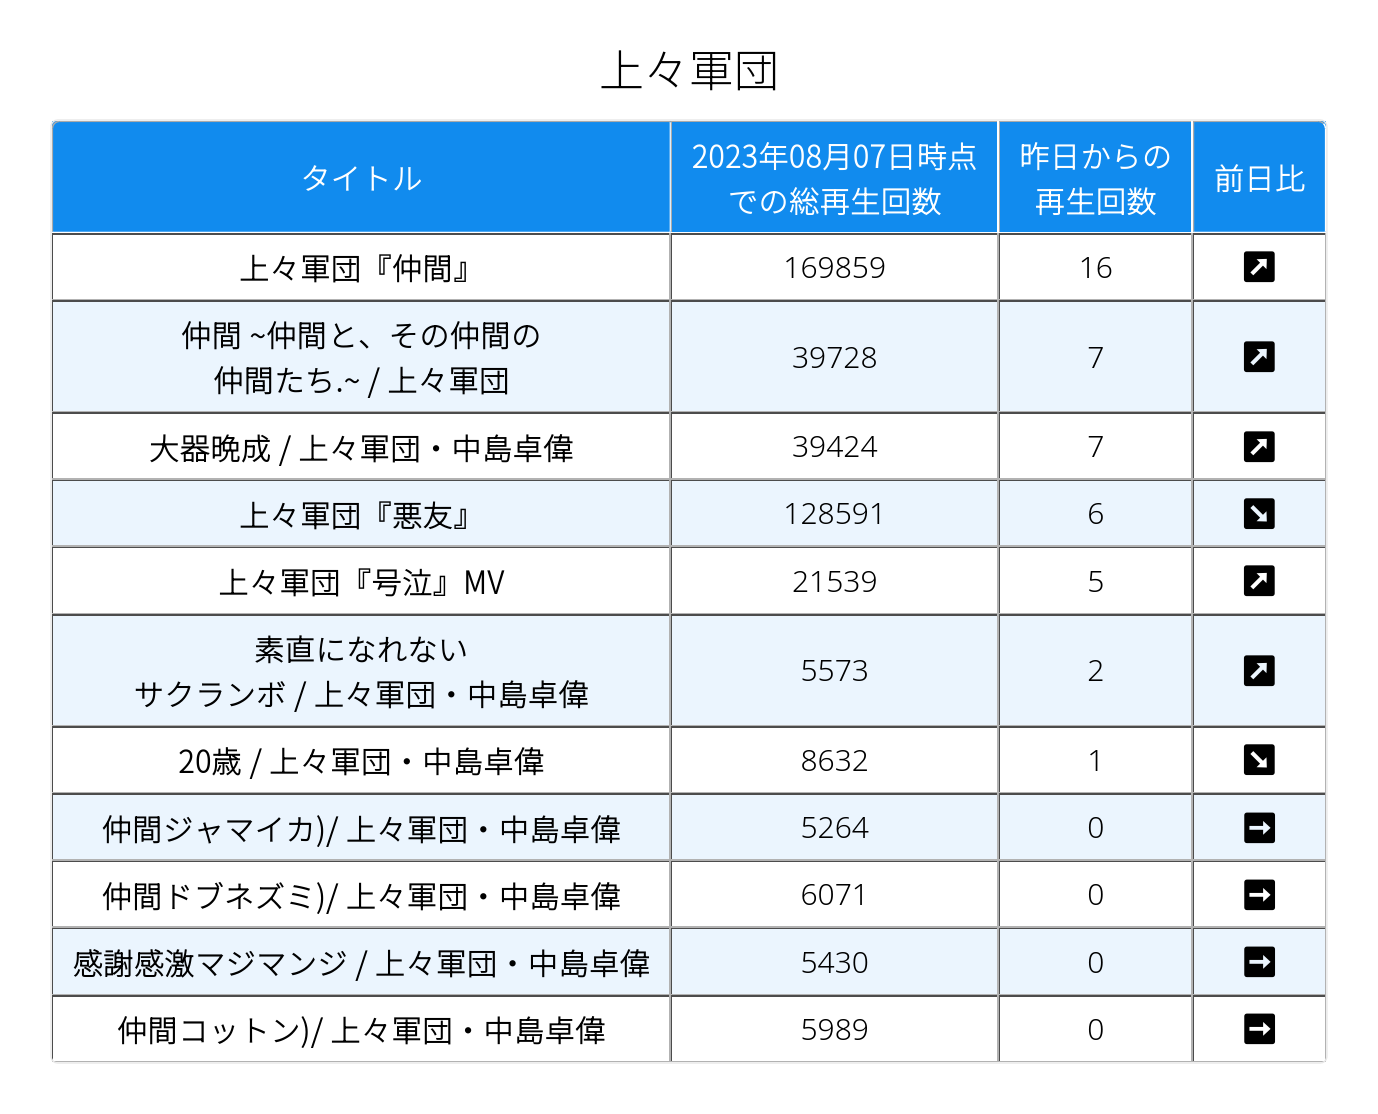 上々軍団
タイトル
2023年08月07日時点
での総再生回数
昨日からの
再生回数
前日比
上々軍団『仲間』 169859 16 ↗
仲間 ~仲間と、その仲間の
仲間たち.~ / 上々軍団 39728 7 ↗
大器晩成 / 上々軍団・中島卓偉 39424 7 ↗
上々軍団『悪友』 128591 6 ↘
上々軍団『号泣』MV 21539 5 ↗
素直になれない
サクランボ / 上々軍団・中島卓偉 5573 2 ↗
20歳 / 上々軍団・中島卓偉 8632 1 ↘
仲間ジャマイカ)/ 上々軍団・中島卓偉 5264 0 →
仲間ドブネズミ)/ 上々軍団・中島卓偉 6071 0 →
感謝感激マジマンジ / 上々軍団・中島卓偉 5430 0 →
仲間コットン)/ 上々軍団・中島卓偉 5989 0 →